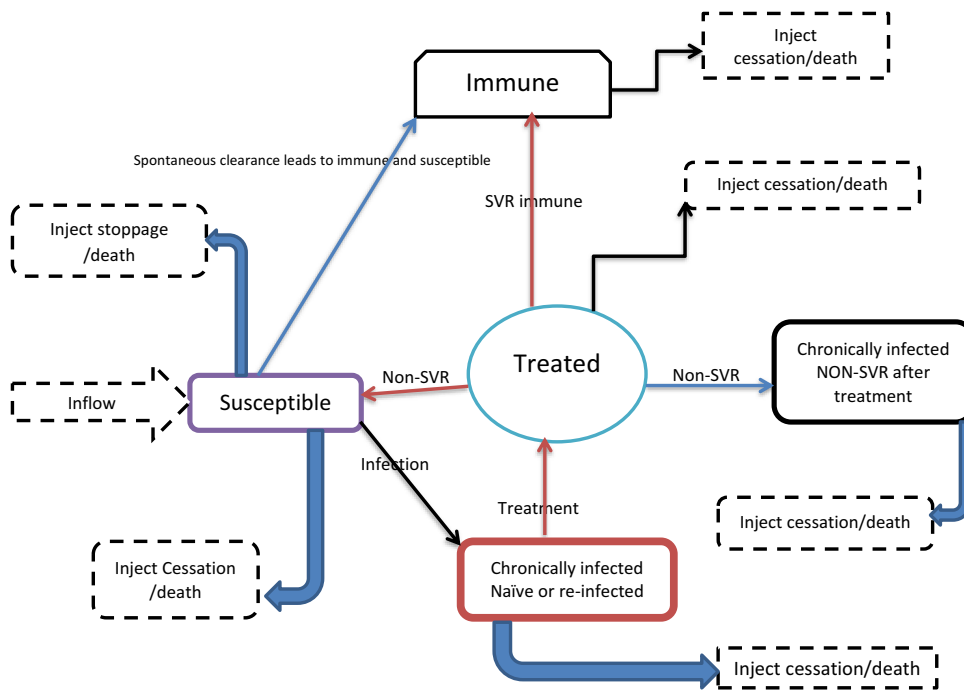 Inject
cessation/death
Immune
Spontaneous clearance leads to immune and susceptible
Inject cessation/death
SVR immune
Inject stoppage
/death
Treated
Chronically infected
NON-SVR after
treatment
Non-SVR
Non-SVR
Inflow
Susceptible
Infection
Treatment
Inject cessation/death
Inject Cessation
/death
Chronically infected
Naïve or re-infected
Inject cessation/death